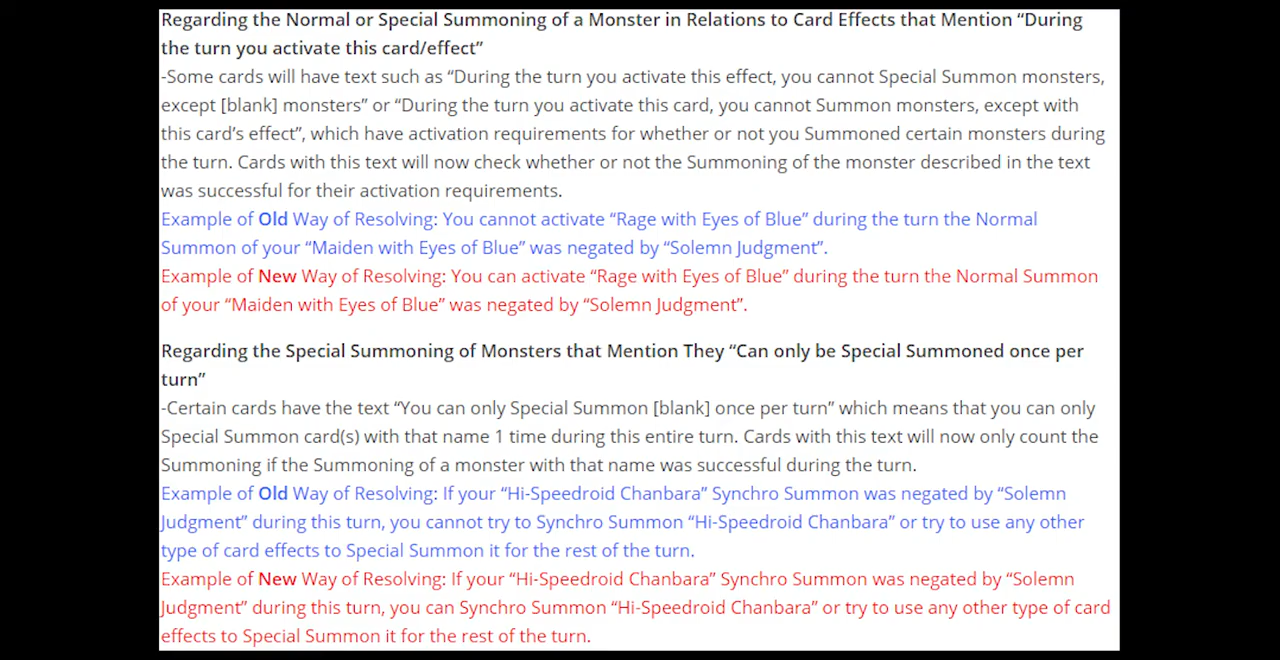 Regarding the Normal or Special Summoning of a Monster in Relations to Card Effects that Mention “During
the turn you activate this card/effect”
-Some cards will have text such as “During the turn you activate this effect, you cannot Special Summon monsters,
except [blank] monsters” or “During the turn you activate this card, you cannot Summon monsters, except with
this card’s effect”, which have activation requirements for whether or not you Summoned certain monsters during
the turn. Cards with this text will now check whether or not the Summoning of the monster described in the text
was successful for their activation requirements.
Example of Old Way of Resolving: You cannot activate “Rage with Eyes of Blue” during the turn the Normal
Summon of your “Maiden with Eyes of Blue” was negated by “Solemn Judgment”.
Example of New Way of Resolving: You can activate “Rage with Eyes of Blue” during the turn the Normal Summon
of your “Maiden with Eyes of Blue” was negated by “Solemn Judgment”.
Regarding the Special Summoning of Monsters that Mention They “Can only be Special Summoned once per
turn”
-Certain cards have the text “You can only Special Summon [blank] once per turn” which means that you can only
Special Summon card(s) with that name 1 time during this entire turn. Cards with this text will now only count the
Summoning if the Summoning of a monster with that name was successful during the turn.
Example of Old Way of Resolving: If your “Hi-Speedroid Chanbara” Synchro Summon was negated by “Solemn
Judgment” during this turn, you cannot try to Synchro Summon “Hi-Speedroid Chanbara” or try to use any other
type of card effects to Special Summon it for the rest of the turn.
Example of New Way of Resolving: If your “Hi-Speedroid Chanbara” Synchro Summon was negated by “Solemn
Judgment” during this turn, you can Synchro Summon “Hi-Speedroid Chanbara” or try to use any other type of card
effects to Special Summon it for the rest of the turn.